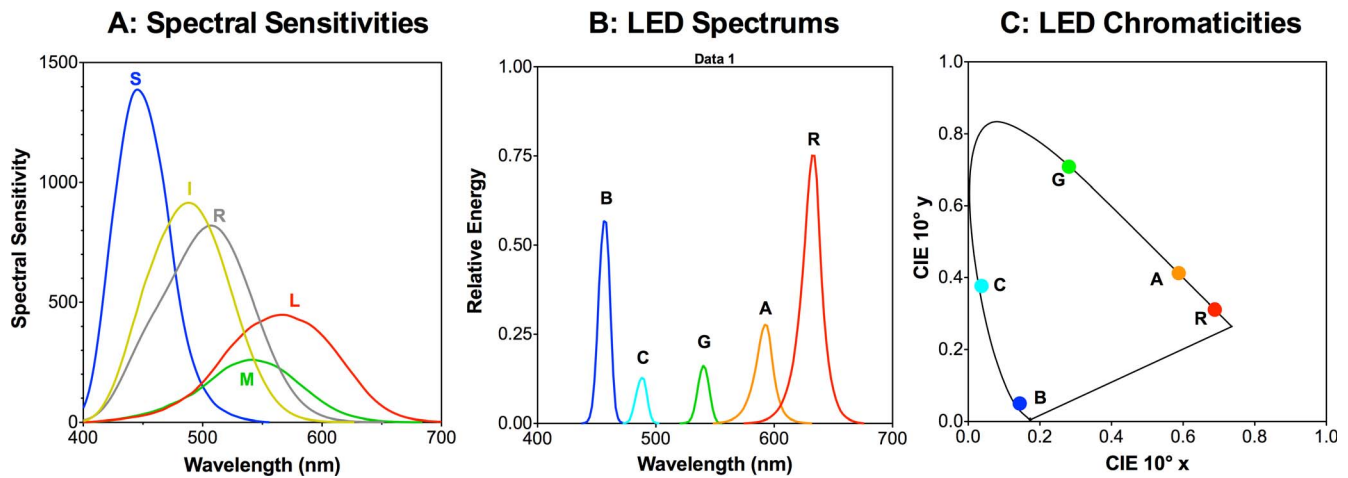 A: Spectral Sensitivities
1500
1000
500
0
400
500
600
700
Spectral Sensitivity
Wavelength (nm)
S
I
R
L
M
B: LED Spectrums
Data 1
1.00
0.75
0.50
0.25
0.00
400
500
600
700
Relative Energy
Wavelength (nm)
B
C
G
A
R
C: LED Chromaticities
1.0
0.8
0.6
0.4
0.2
0.0
0.0
0.2
0.4
0.6
0.8
1.0
CIE 10° y
CIE 10° x
G
A
C
R
B